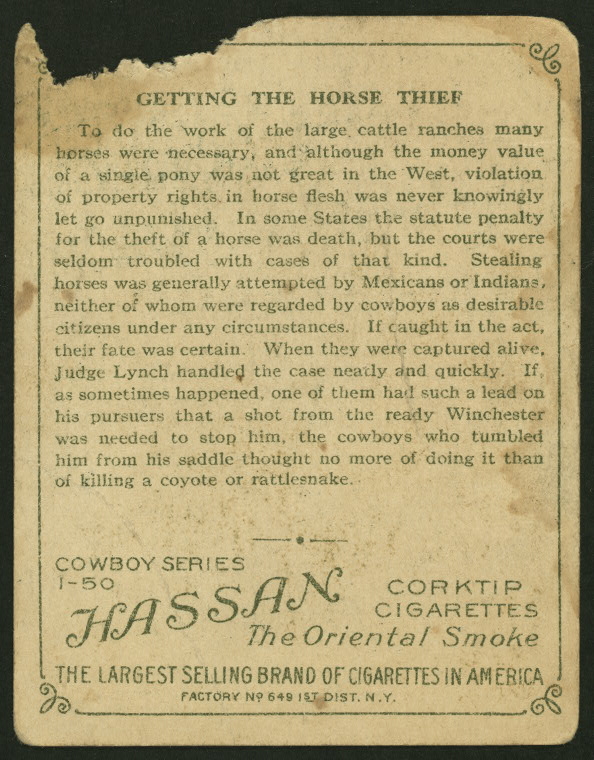 GETTING THE HORSE THIEF
To do the work of the large cattle ranches many
horses were necessary, and although the money value
of a single pony was not great in the West, violation
of property rights in horse flesh was never knowingly
let go unpunished. In some States the statute penalty
for the theft of a horse was death, but the courts were
seldom troubled with cases of that kind. Stealing
horses was generally attempted by Mexicans or Indians,
neither of whom were regarded by cowboys as desirable
citizens under any circumstances. If caught in the act,
their fate was certain. When they were captured alive,
Judge Lynch handled the case neatly and quickly. If,
as sometimes happened, one of them had such a lead on
his pursuers that a shot from the ready Winchester
was needed to stop him, the cowboys who tumbled
him from his saddle thought no more of doing it than
of killing a coyote or rattlesnake.
COWBOY SERIES
1-50
HASSAN
CORK TIP
CIGARETTES
The Oriental Smoke
THE LARGEST SELLING BRAND OF CIGARETTES IN AMERICA
FACTORY No 649 1ST DIST. N.Y.